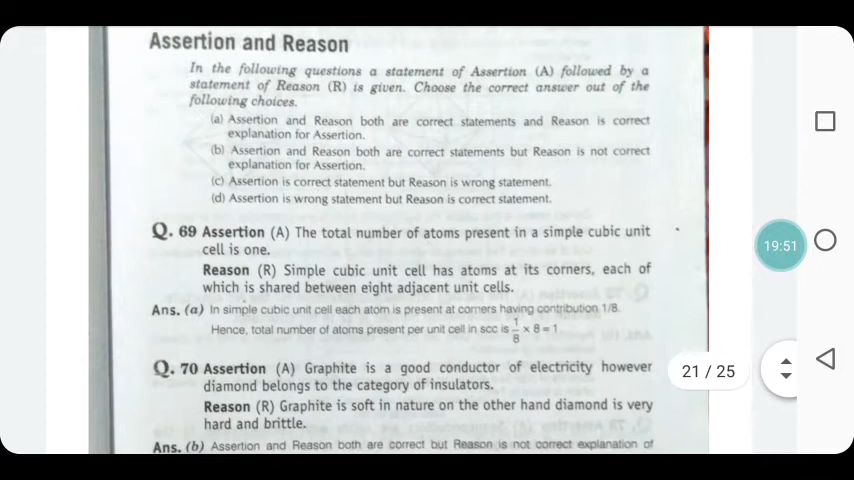 Assertion and Reason
In the following questions a statement of Assertion (A) followed by a
statement of Reason (R) is given. Choose the correct answer out of the
following choices.
(a) Assertion and Reason both are correct statements and Reason is correct
explanation for Assertion.
(b) Assertion and Reason both are correct statements but Reason is not correct
explanation for Assertion.
(c) Assertion is correct statement but Reason is wrong statement.
(d) Assertion is wrong statement but Reason is correct statement.
Q. 69 Assertion (A) The total number of atoms present in a simple cubic unit
cell is one.
Reason (R) Simple cubic unit cell has atoms at its corners, each of
which is shared between eight adjacent unit cells.
Ans. (a) In simple cubic unit cell each atom is present at corners having contribution 1/8.
Hence, total number of atoms present per unit cell in scc is 1/8 × 8 = 1
Q. 70 Assertion (A) Graphite is a good conductor of electricity however
diamond belongs to the category of insulators.
Reason (R) Graphite is soft in nature on the other hand diamond is very
hard and brittle.
Ans. (b) Assertion and Reason both are correct but Reason is not correct explanation of
19:51
21 / 25